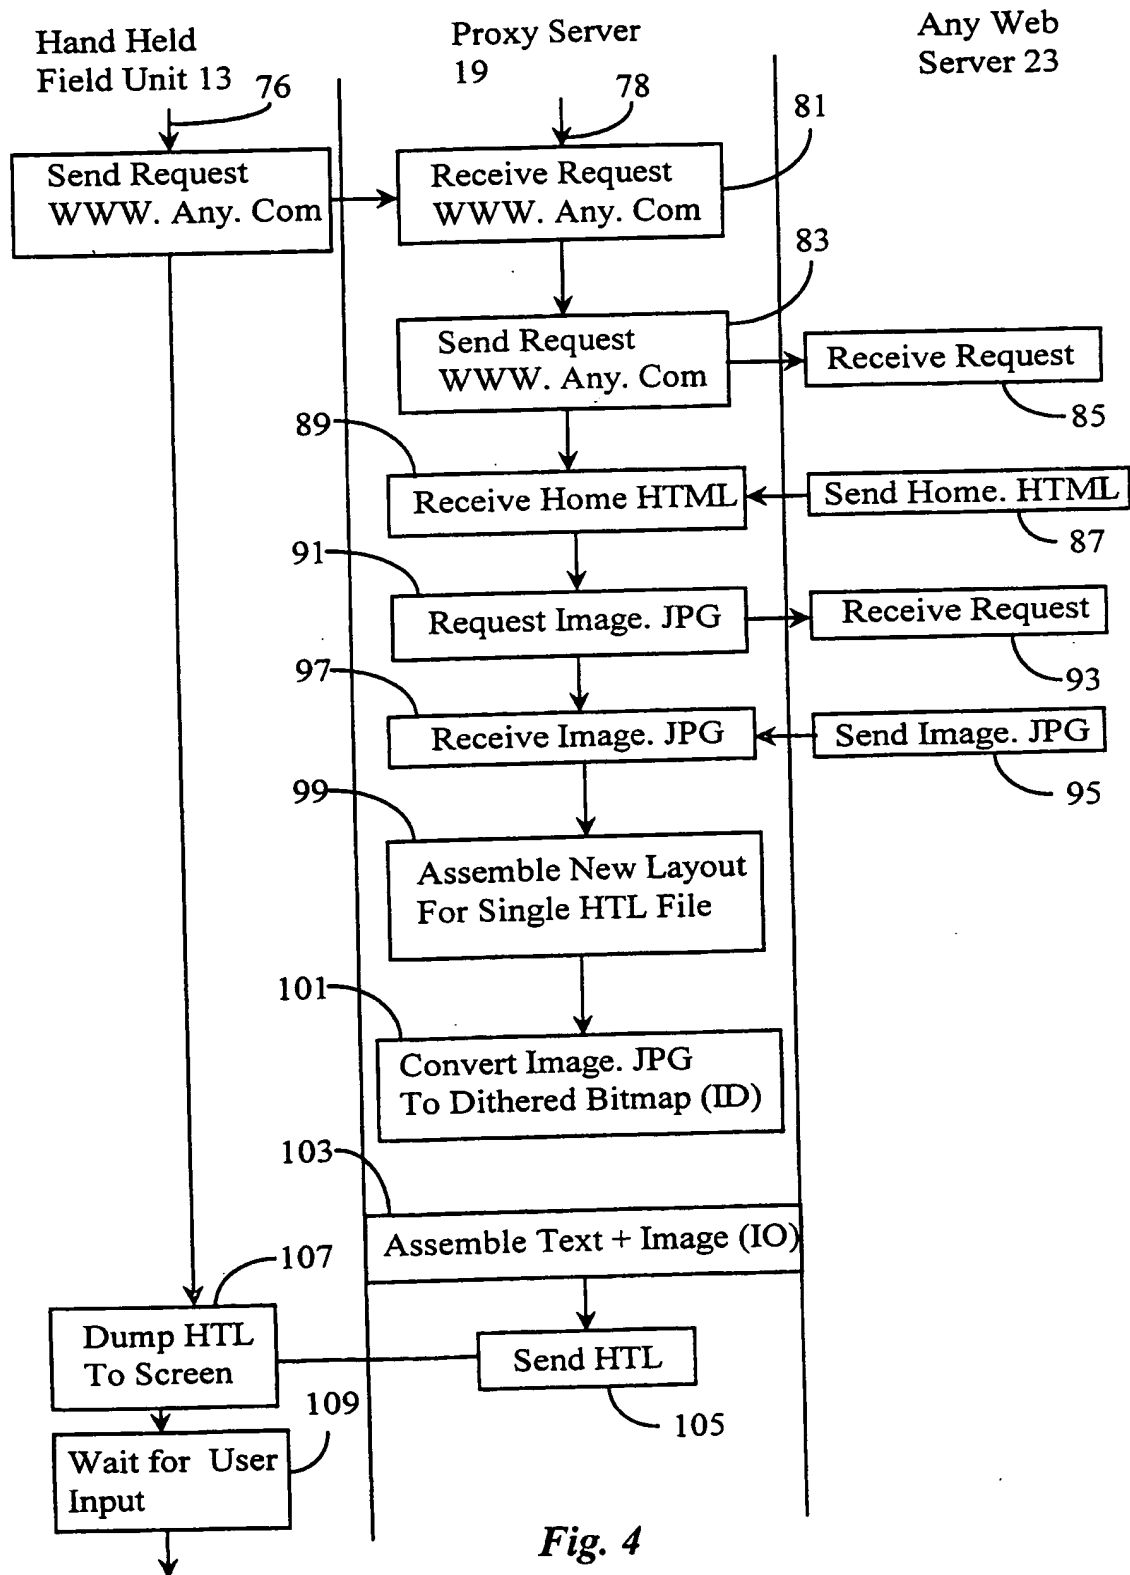 Hand Held
Field Unit 13
76
Proxy Server
19
78
Any Web
Server 23
81
Send Request
WWW. Any. Com
Receive Request
WWW. Any. Com
83
Send Request
WWW. Any. Com
Receive Request
85
89
Receive Home HTML
Send Home. HTML
87
91
Request Image. JPG
Receive Request
93
97
Receive Image. JPG
Send Image. JPG
95
99
Assemble New Layout
For Single HTL File
101
Convert Image. JPG
To Dithered Bitmap (ID)
103
Assemble Text + Image (IO)
107
Dump HTL
To Screen
Send HTL
105
109
Wait for User
Input
Fig. 4